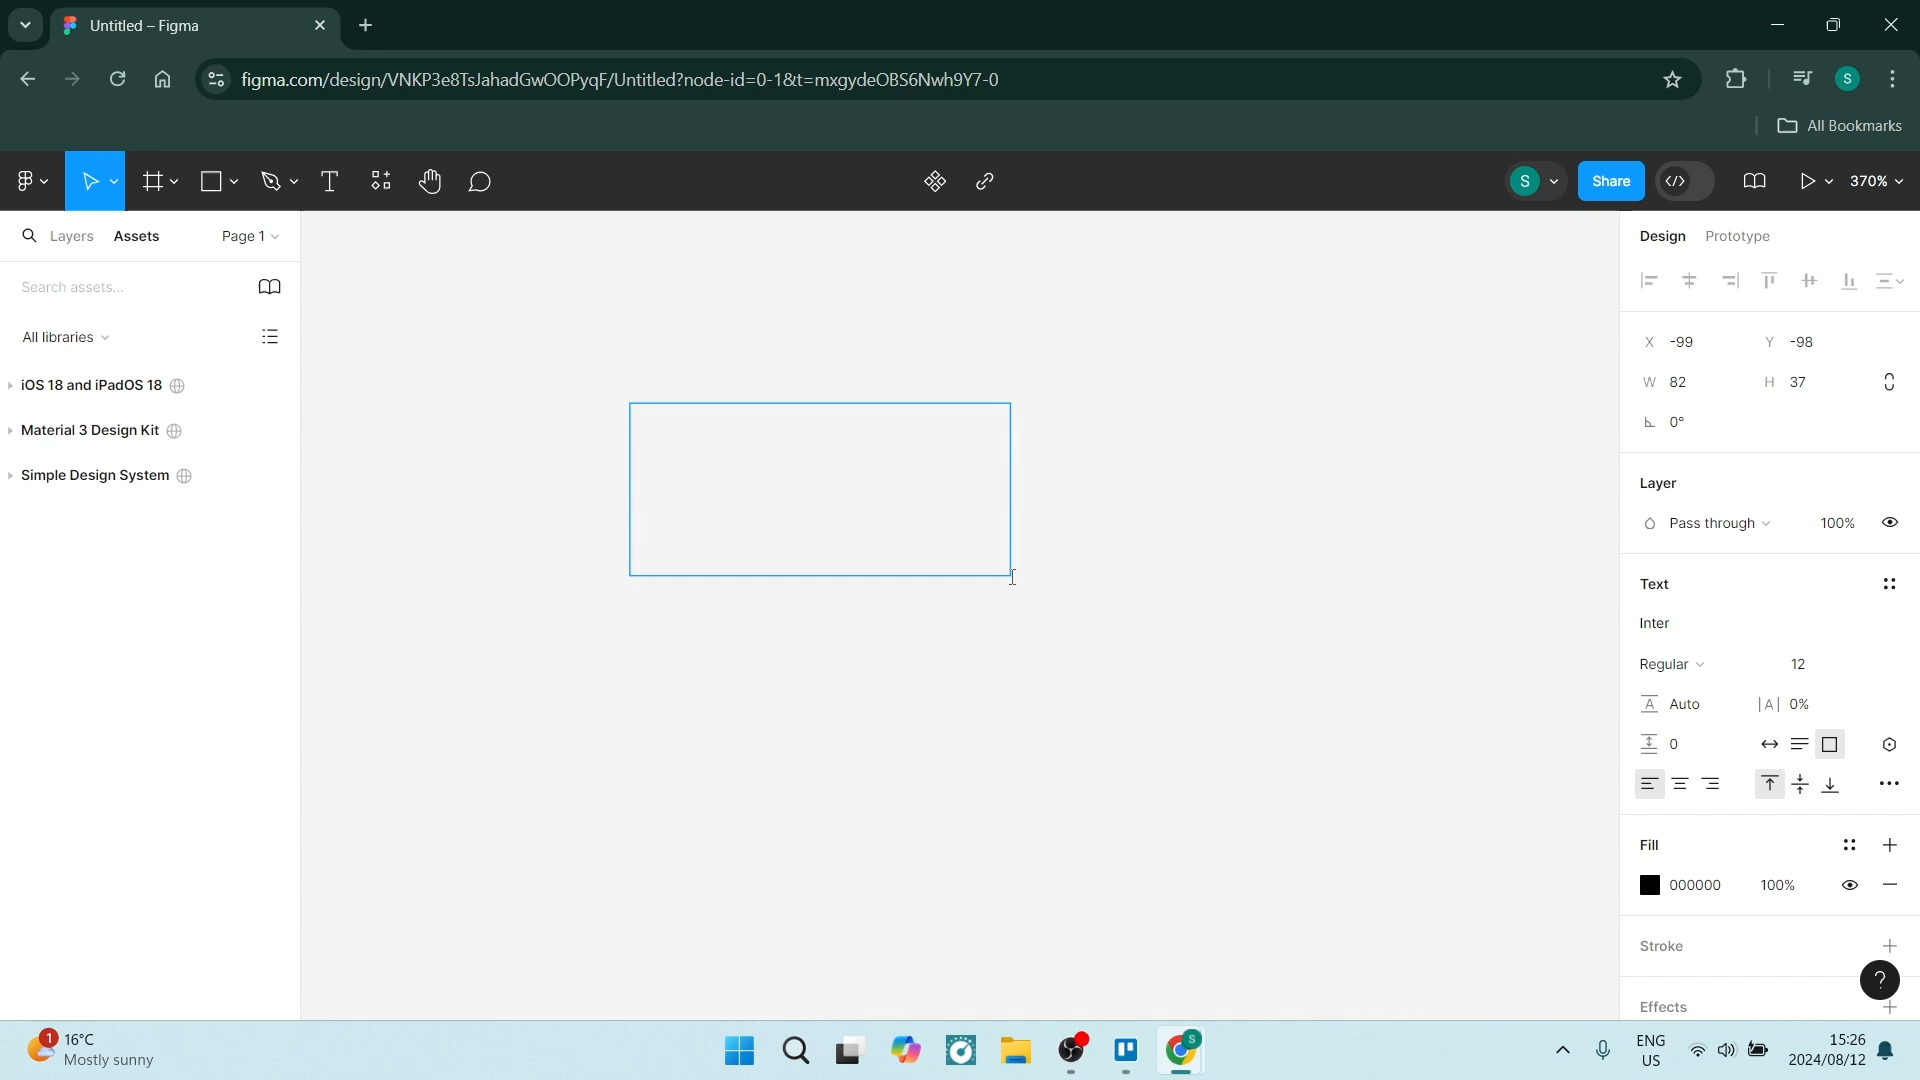 Untitled – Figma
figma.com/design/VNKP3e8TsJahadGwOOPyqF/Untitled?node-id=0-1&t=mxgydeOBS6Nwh9Y7-0
S
All Bookmarks
S
Share
370%
Layers Assets Page 1
Search assets...
All libraries
iOS 18 and iPadOS 18
Material 3 Design Kit
Simple Design System
Design Prototype
X -99 Y -98
W 82 H 37
0°
Layer
Pass through 100%
Text
Inter
Regular 12
A Auto |A| 0%
0
Fill
000000 100%
Stroke
?
Effects
1
16°C
Mostly sunny
S
ENG
US
15:26
2024/08/12